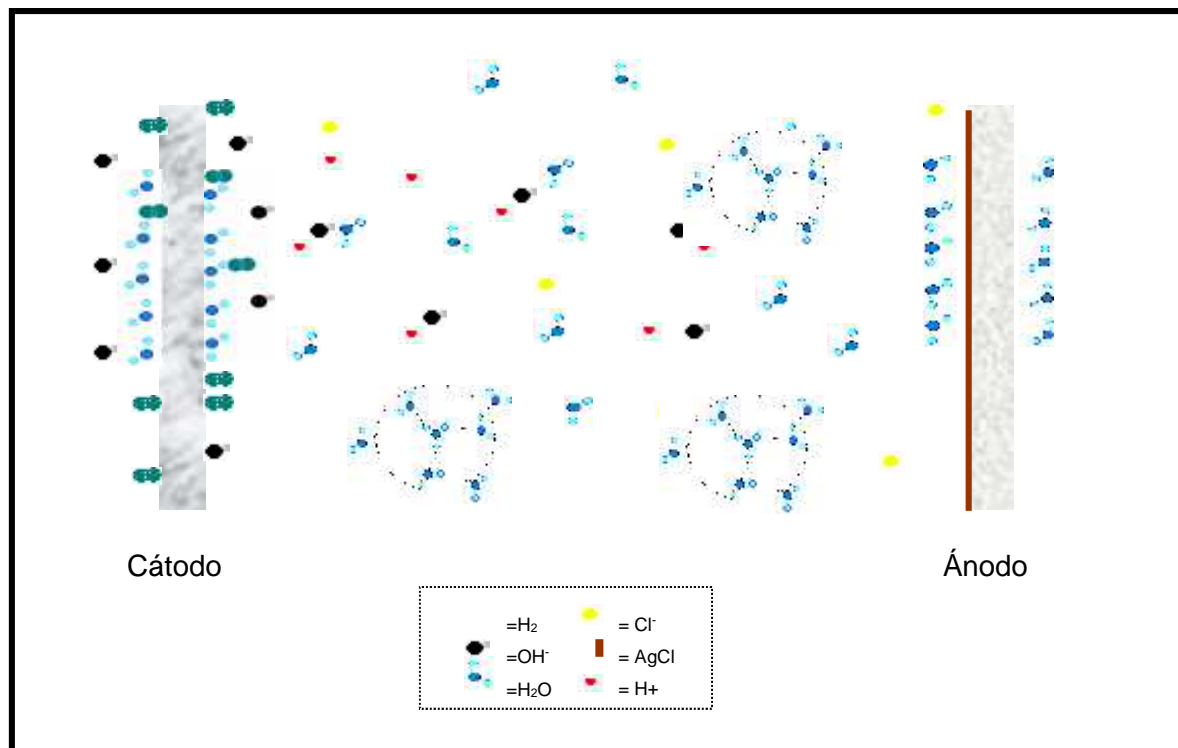 Cátodo
Ánodo
=H₂ = Cl⁻
=OH⁻ = AgCl
=H₂O = H+